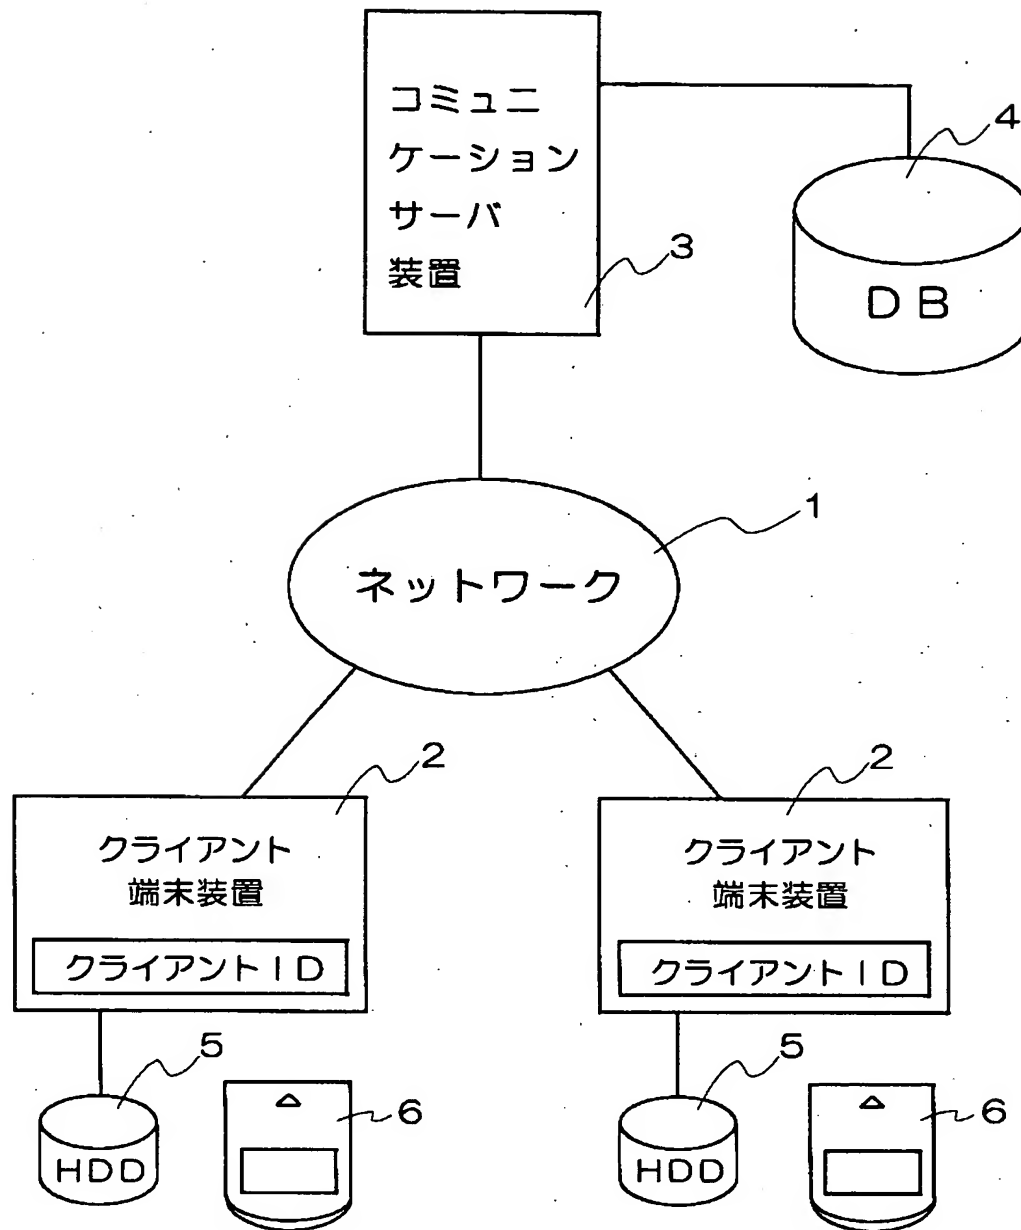 コミュニ
ケーション
サーバ
装置
3
4
DB
1
ネットワーク
2
クライアント
端末装置
クライアントID
5
HDD
6
2
クライアント
端末装置
クライアントID
5
HDD
6